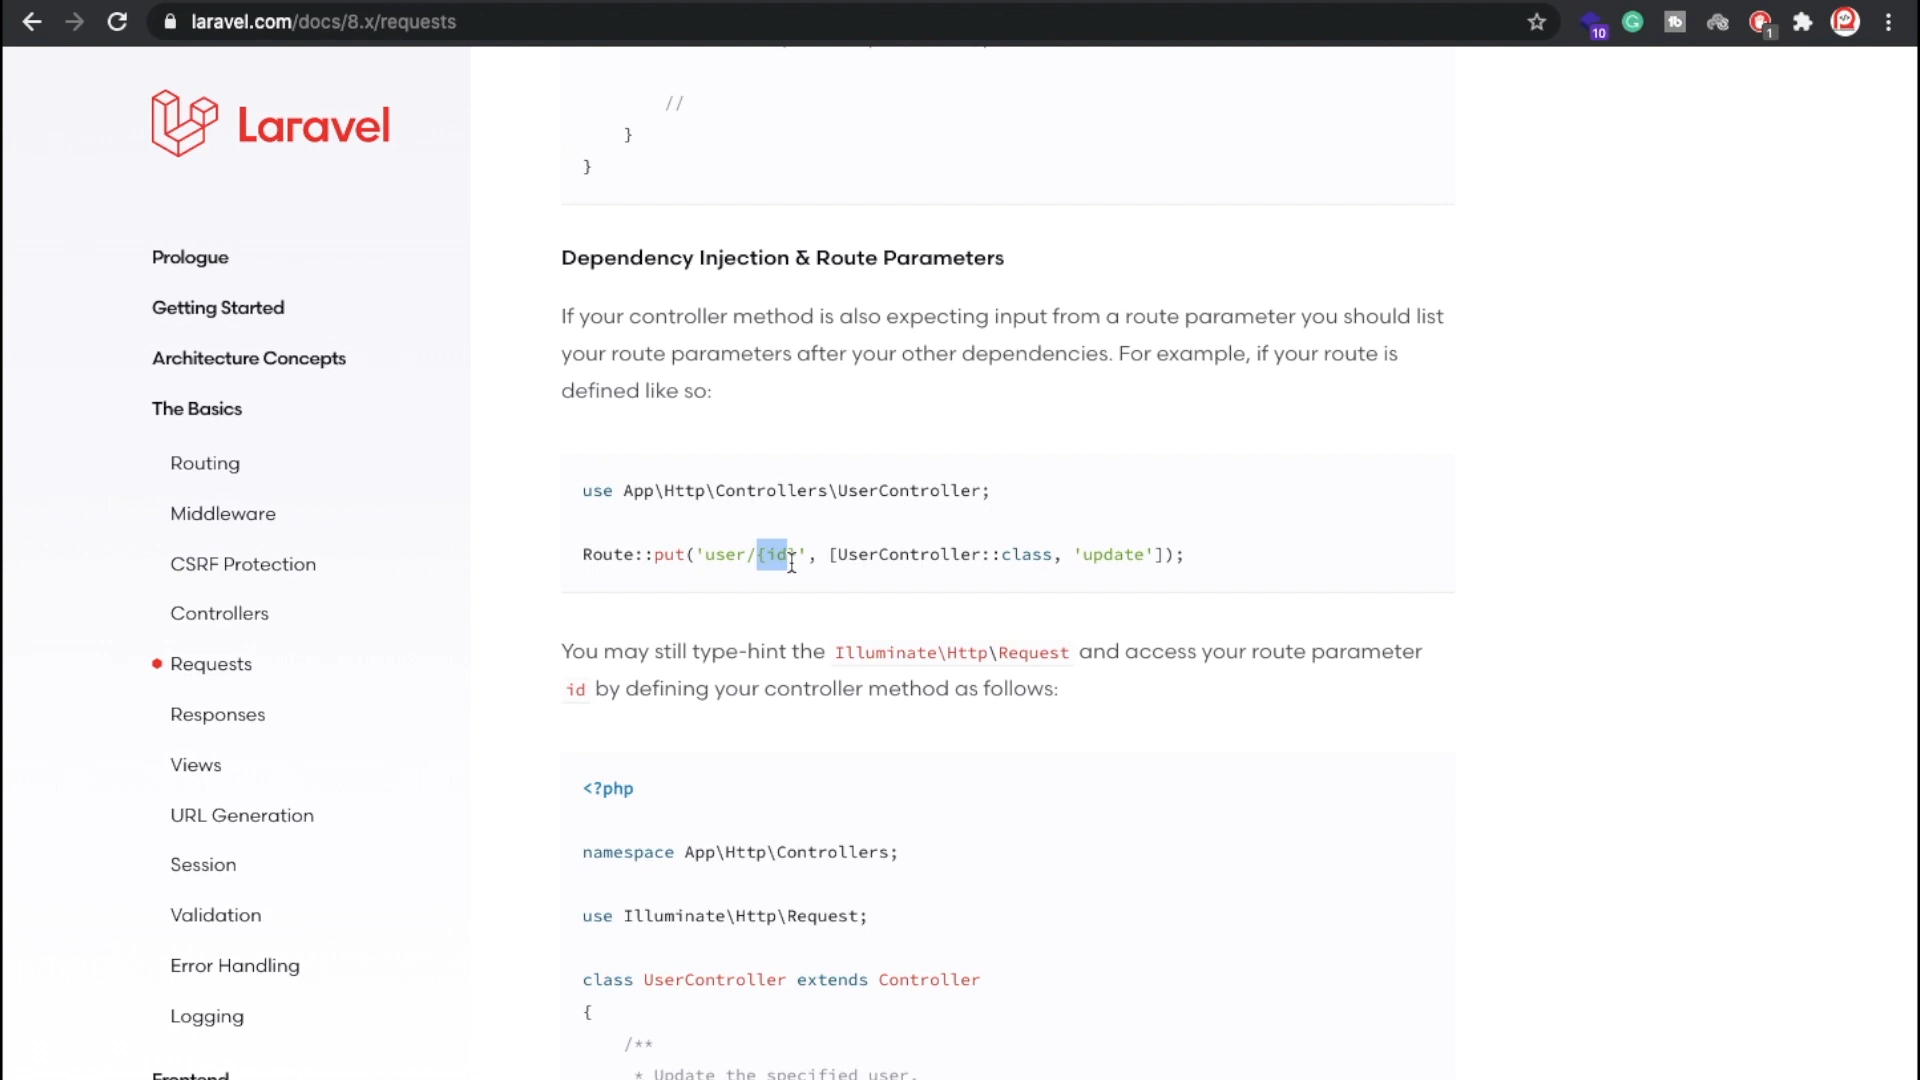 laravel.com/docs/8.x/requests
10
1
Laravel
Prologue
Getting Started
Architecture Concepts
The Basics
Routing
Middleware
CSRF Protection
Controllers
Requests
Responses
Views
URL Generation
Session
Validation
Error Handling
Logging
//
}
}
Dependency Injection & Route Parameters
If your controller method is also expecting input from a route parameter you should list
your route parameters after your other dependencies. For example, if your route is
defined like so:
use App\Http\Controllers\UserController;
Route::put('user/{id}', [UserController::class, 'update']);
You may still type-hint the Illuminate\Http\Request and access your route parameter
id by defining your controller method as follows:
<?php
namespace App\Http\Controllers;
use Illuminate\Http\Request;
class UserController extends Controller
{
/**
* Update the specified user.